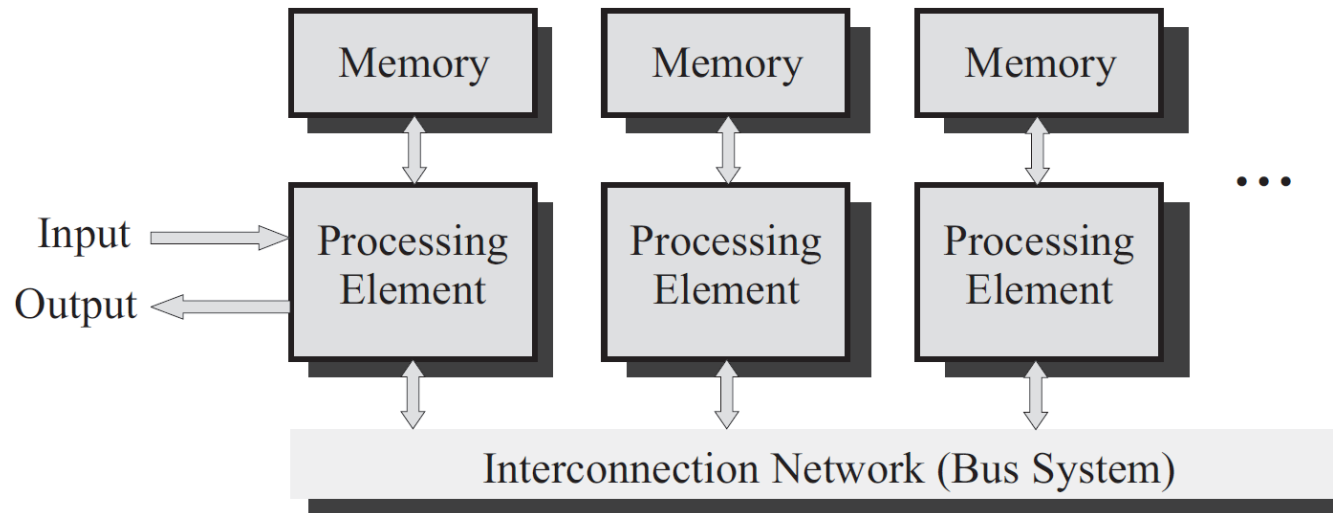 Memory
Memory
Memory
...
Input
Output
Processing
Element
Processing
Element
Processing
Element
Interconnection Network (Bus System)